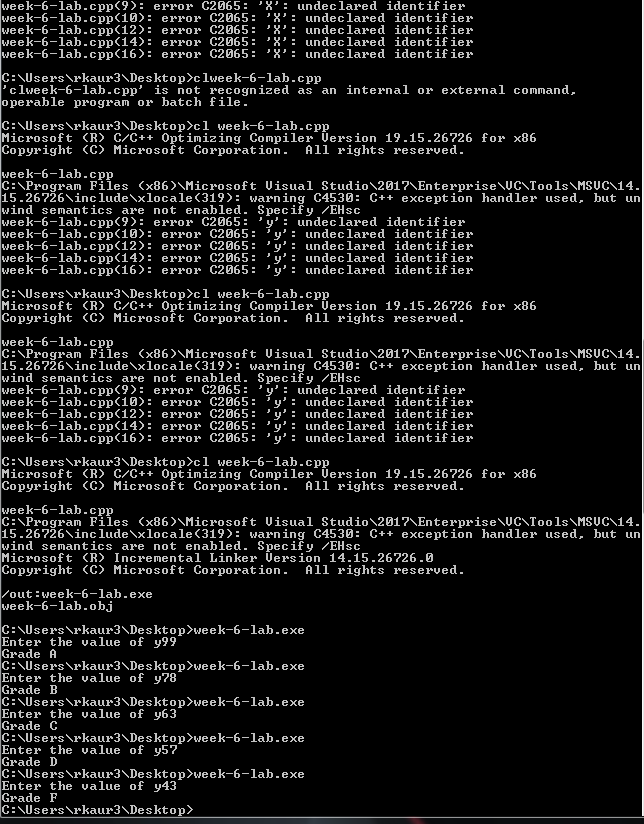 week-6-lab.cpp(9): error C2065: 'X': undeclared identifier
week-6-lab.cpp(10): error C2065: 'X': undeclared identifier
week-6-lab.cpp(12): error C2065: 'X': undeclared identifier
week-6-lab.cpp(14): error C2065: 'X': undeclared identifier
week-6-lab.cpp(16): error C2065: 'X': undeclared identifier
C:\Users\rkaur3\Desktop>clweek-6-lab.cpp
'clweek-6-lab.cpp' is not recognized as an internal or external command,
operable program or batch file.
C:\Users\rkaur3\Desktop>cl week-6-lab.cpp
Microsoft (R) C/C++ Optimizing Compiler Version 19.15.26726 for x86
Copyright (C) Microsoft Corporation.  All rights reserved.
week-6-lab.cpp
C:\Program Files (x86)\Microsoft Visual Studio\2017\Enterprise\VC\Tools\MSVC\14.
15.26726\include\xlocale(319): warning C4530: C++ exception handler used, but un
wind semantics are not enabled. Specify /EHsc
week-6-lab.cpp(9): error C2065: 'y': undeclared identifier
week-6-lab.cpp(10): error C2065: 'y': undeclared identifier
week-6-lab.cpp(12): error C2065: 'y': undeclared identifier
week-6-lab.cpp(14): error C2065: 'y': undeclared identifier
week-6-lab.cpp(16): error C2065: 'y': undeclared identifier
C:\Users\rkaur3\Desktop>cl week-6-lab.cpp
Microsoft (R) C/C++ Optimizing Compiler Version 19.15.26726 for x86
Copyright (C) Microsoft Corporation.  All rights reserved.
week-6-lab.cpp
C:\Program Files (x86)\Microsoft Visual Studio\2017\Enterprise\VC\Tools\MSVC\14.
15.26726\include\xlocale(319): warning C4530: C++ exception handler used, but un
wind semantics are not enabled. Specify /EHsc
week-6-lab.cpp(9): error C2065: 'y': undeclared identifier
week-6-lab.cpp(10): error C2065: 'y': undeclared identifier
week-6-lab.cpp(12): error C2065: 'y': undeclared identifier
week-6-lab.cpp(14): error C2065: 'y': undeclared identifier
week-6-lab.cpp(16): error C2065: 'y': undeclared identifier
C:\Users\rkaur3\Desktop>cl week-6-lab.cpp
Microsoft (R) C/C++ Optimizing Compiler Version 19.15.26726 for x86
Copyright (C) Microsoft Corporation.  All rights reserved.
week-6-lab.cpp
C:\Program Files (x86)\Microsoft Visual Studio\2017\Enterprise\VC\Tools\MSVC\14.
15.26726\include\xlocale(319): warning C4530: C++ exception handler used, but un
wind semantics are not enabled. Specify /EHsc
Microsoft (R) Incremental Linker Version 14.15.26726.0
Copyright (C) Microsoft Corporation.  All rights reserved.
/out:week-6-lab.exe
week-6-lab.obj
C:\Users\rkaur3\Desktop>week-6-lab.exe
Enter the value of y99
Grade A
C:\Users\rkaur3\Desktop>week-6-lab.exe
Enter the value of y78
Grade B
C:\Users\rkaur3\Desktop>week-6-lab.exe
Enter the value of y63
Grade C
C:\Users\rkaur3\Desktop>week-6-lab.exe
Enter the value of y57
Grade D
C:\Users\rkaur3\Desktop>week-6-lab.exe
Enter the value of y43
Grade F
C:\Users\rkaur3\Desktop>